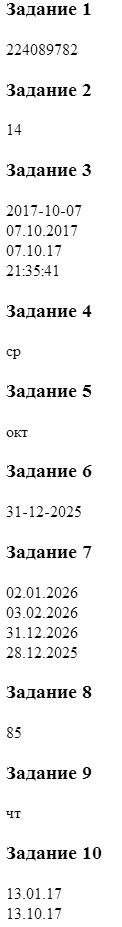 Задание 1
224089782
Задание 2
14
Задание 3
2017-10-07
07.10.2017
07.10.17
21:35:41
Задание 4
ср
Задание 5
окт
Задание 6
31-12-2025
Задание 7
02.01.2026
03.02.2026
31.12.2026
28.12.2025
Задание 8
85
Задание 9
чт
Задание 10
13.01.17
13.10.17